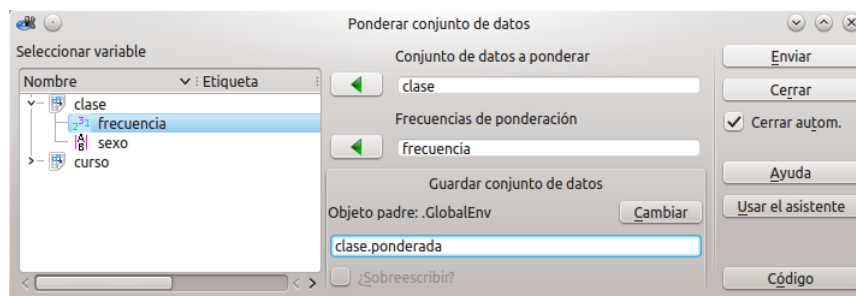 Ponderar conjunto de datos
Seleccionar variable
Nombre
Etiqueta
clase
frecuencia
sexo
curso
Conjunto de datos a ponderar
clase
Frecuencias de ponderación
frecuencia
Guardar conjunto de datos
Objeto padre: .GlobalEnv
Cambiar
clase.ponderada
¿Sobreescribir?
Enviar
Cerrar
Cerrar autom.
Ayuda
Usar el asistente
Código